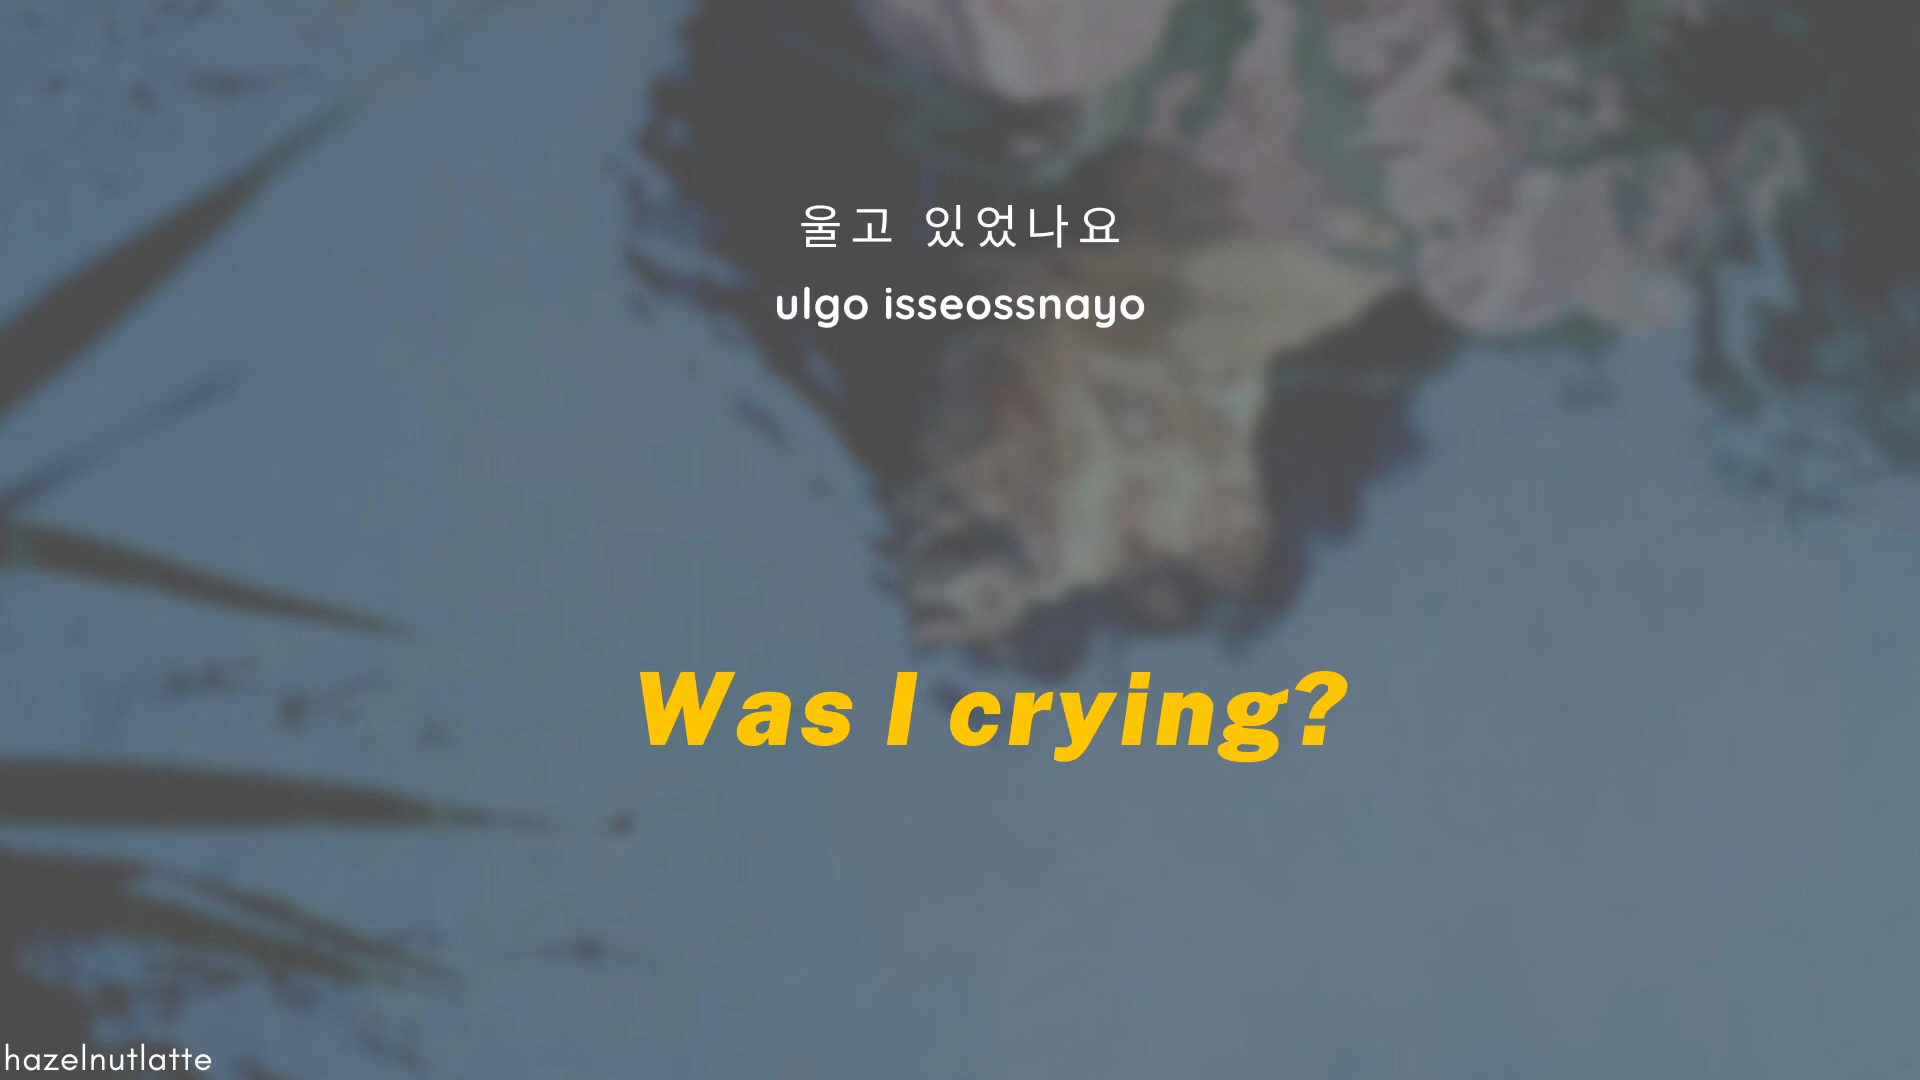 울고 있었나요
ulgo isseossnayo
Was I crying?
hazelnutlatte